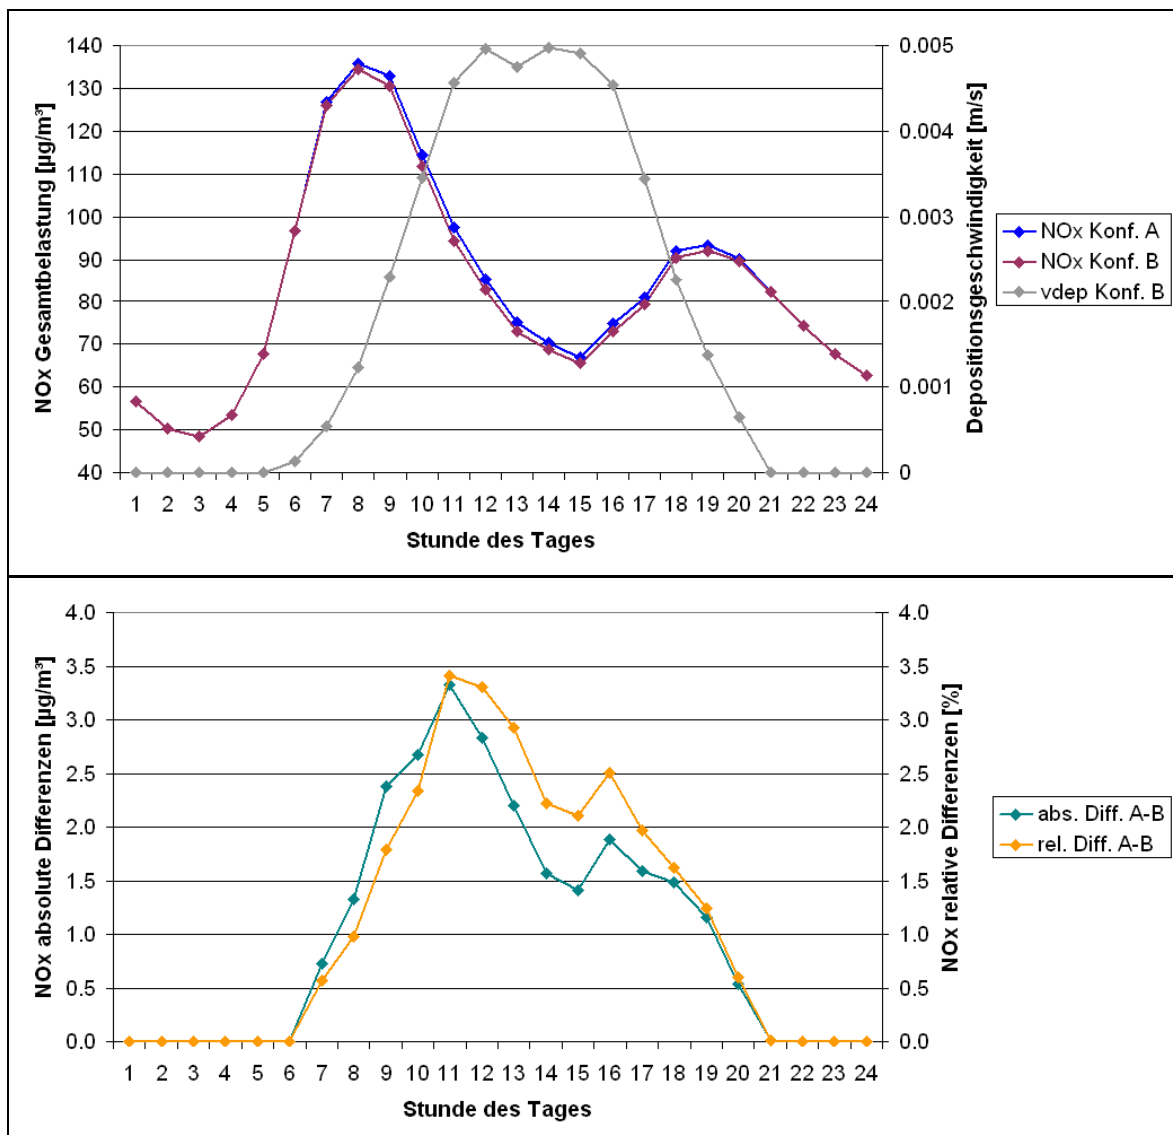 NOx Gesamtbelastung [µg/m³]
140
130
120
110
100
90
80
70
60
50
40
0.005
0.004
0.003
0.002
0.001
0
Depositionsgeschwindigkeit [m/s]
1 2 3 4 5 6 7 8 9 10 11 12 13 14 15 16 17 18 19 20 21 22 23 24
Stunde des Tages
NOx Konf. A
NOx Konf. B
vdep Konf. B
NOx absolute Differenzen [µg/m³]
4.0
3.5
3.0
2.5
2.0
1.5
1.0
0.5
0.0
4.0
3.5
3.0
2.5
2.0
1.5
1.0
0.5
0.0
NOx relative Differenzen [%]
1 2 3 4 5 6 7 8 9 10 11 12 13 14 15 16 17 18 19 20 21 22 23 24
Stunde des Tages
abs. Diff. A-B
rel. Diff. A-B